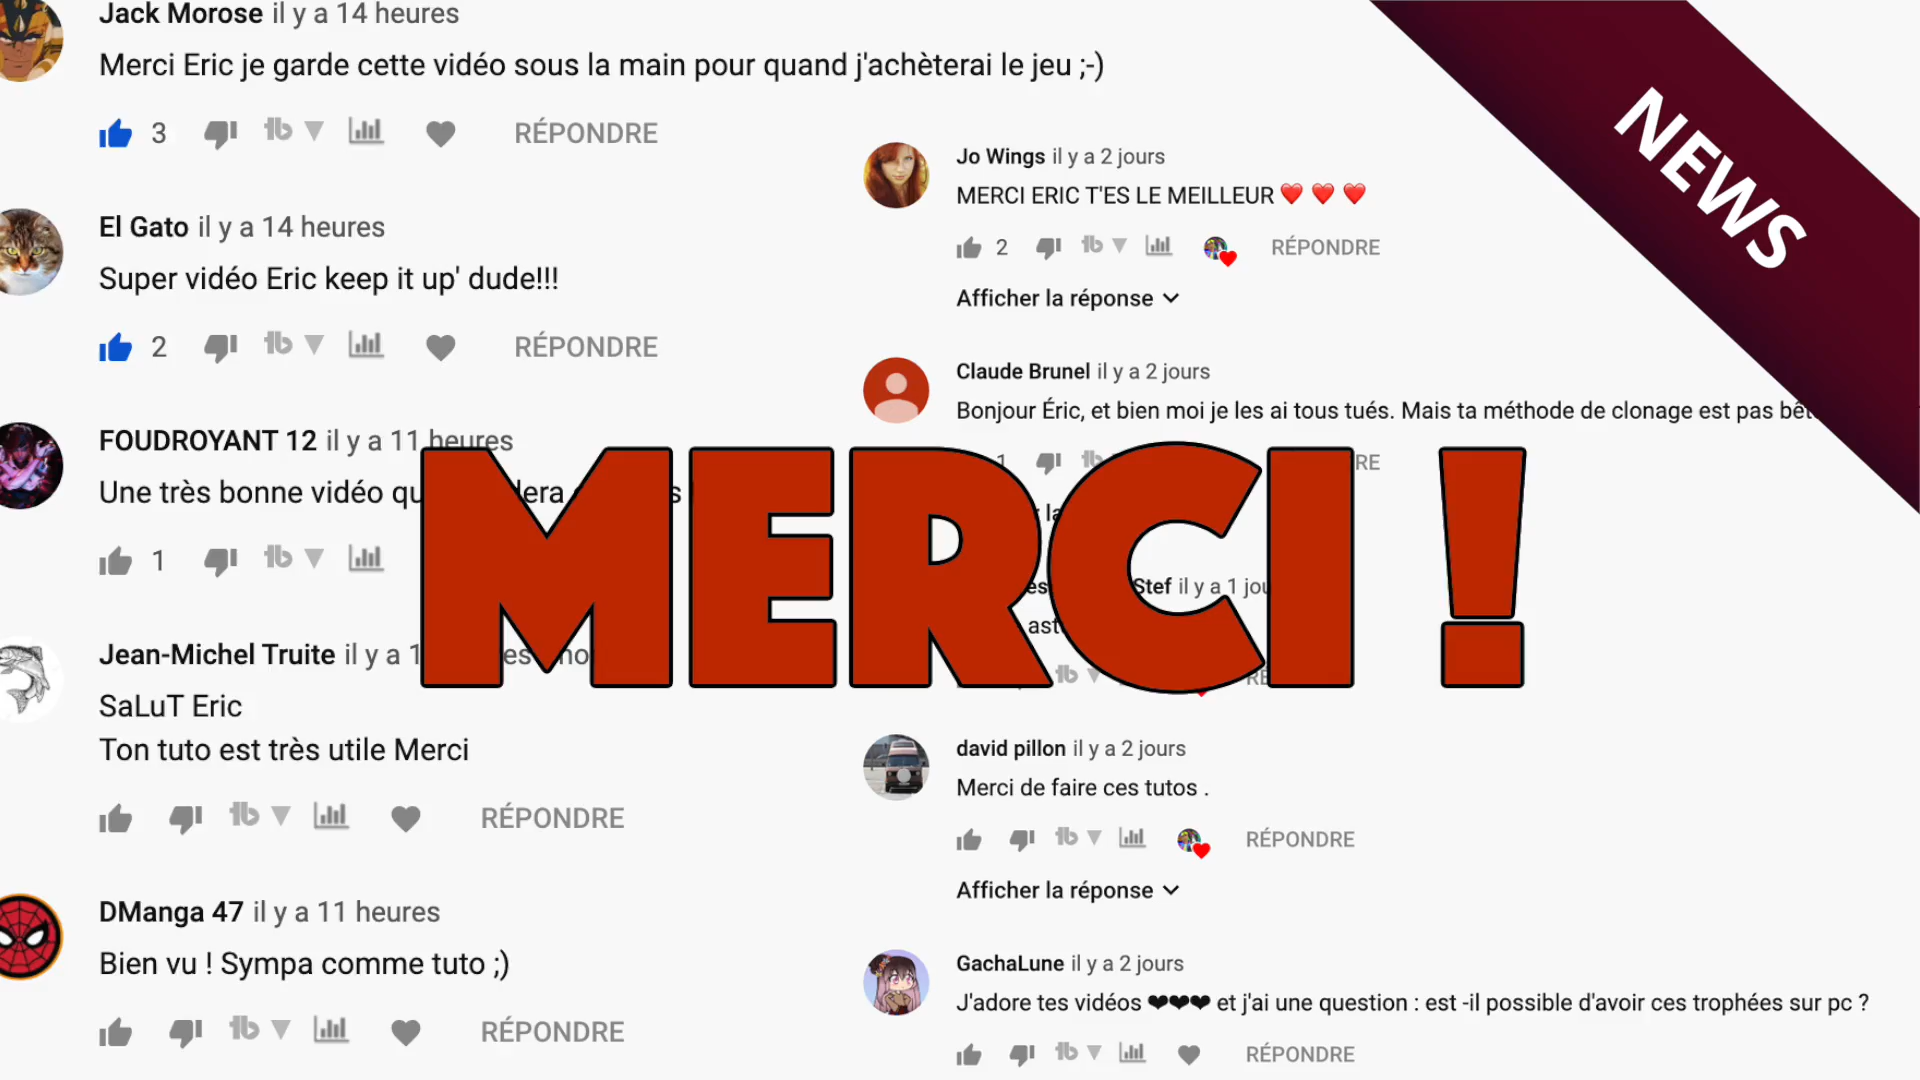 Jack Morose il y a 14 heures
Merci Eric je garde cette vidéo sous la main pour quand j'achèterai le jeu ;-)
3
RÉPONDRE
El Gato il y a 14 heures
Super vidéo Eric keep it up' dude!!!
2
RÉPONDRE
FOUDROYANT 12 il y a 11 heures
Une très bonne vidéo
1
Jean-Michel Truite il y a
SaLuT Eric
Ton tuto est très utile Merci
RÉPONDRE
DManga 47 il y a 11 heures
Bien vu ! Sympa comme tuto ;)
RÉPONDRE
MERCI !
Jo Wings il y a 2 jours
MERCI ERIC T'ES LE MEILLEUR ❤️ ❤️ ❤️
2
RÉPONDRE
Afficher la réponse
Claude Brunel il y a 2 jours
Bonjour Éric, et bien moi je les ai tous tués. Mais ta méthode de clonage est pas
1
Stef il y a 1
david pillon il y a 2 jours
Merci de faire ces tutos .
RÉPONDRE
Afficher la réponse
GachaLune il y a 2 jours
J'adore tes vidéos ❤❤❤ et j'ai une question : est -il possible d'avoir ces trophées sur pc ?
RÉPONDRE
NEWS